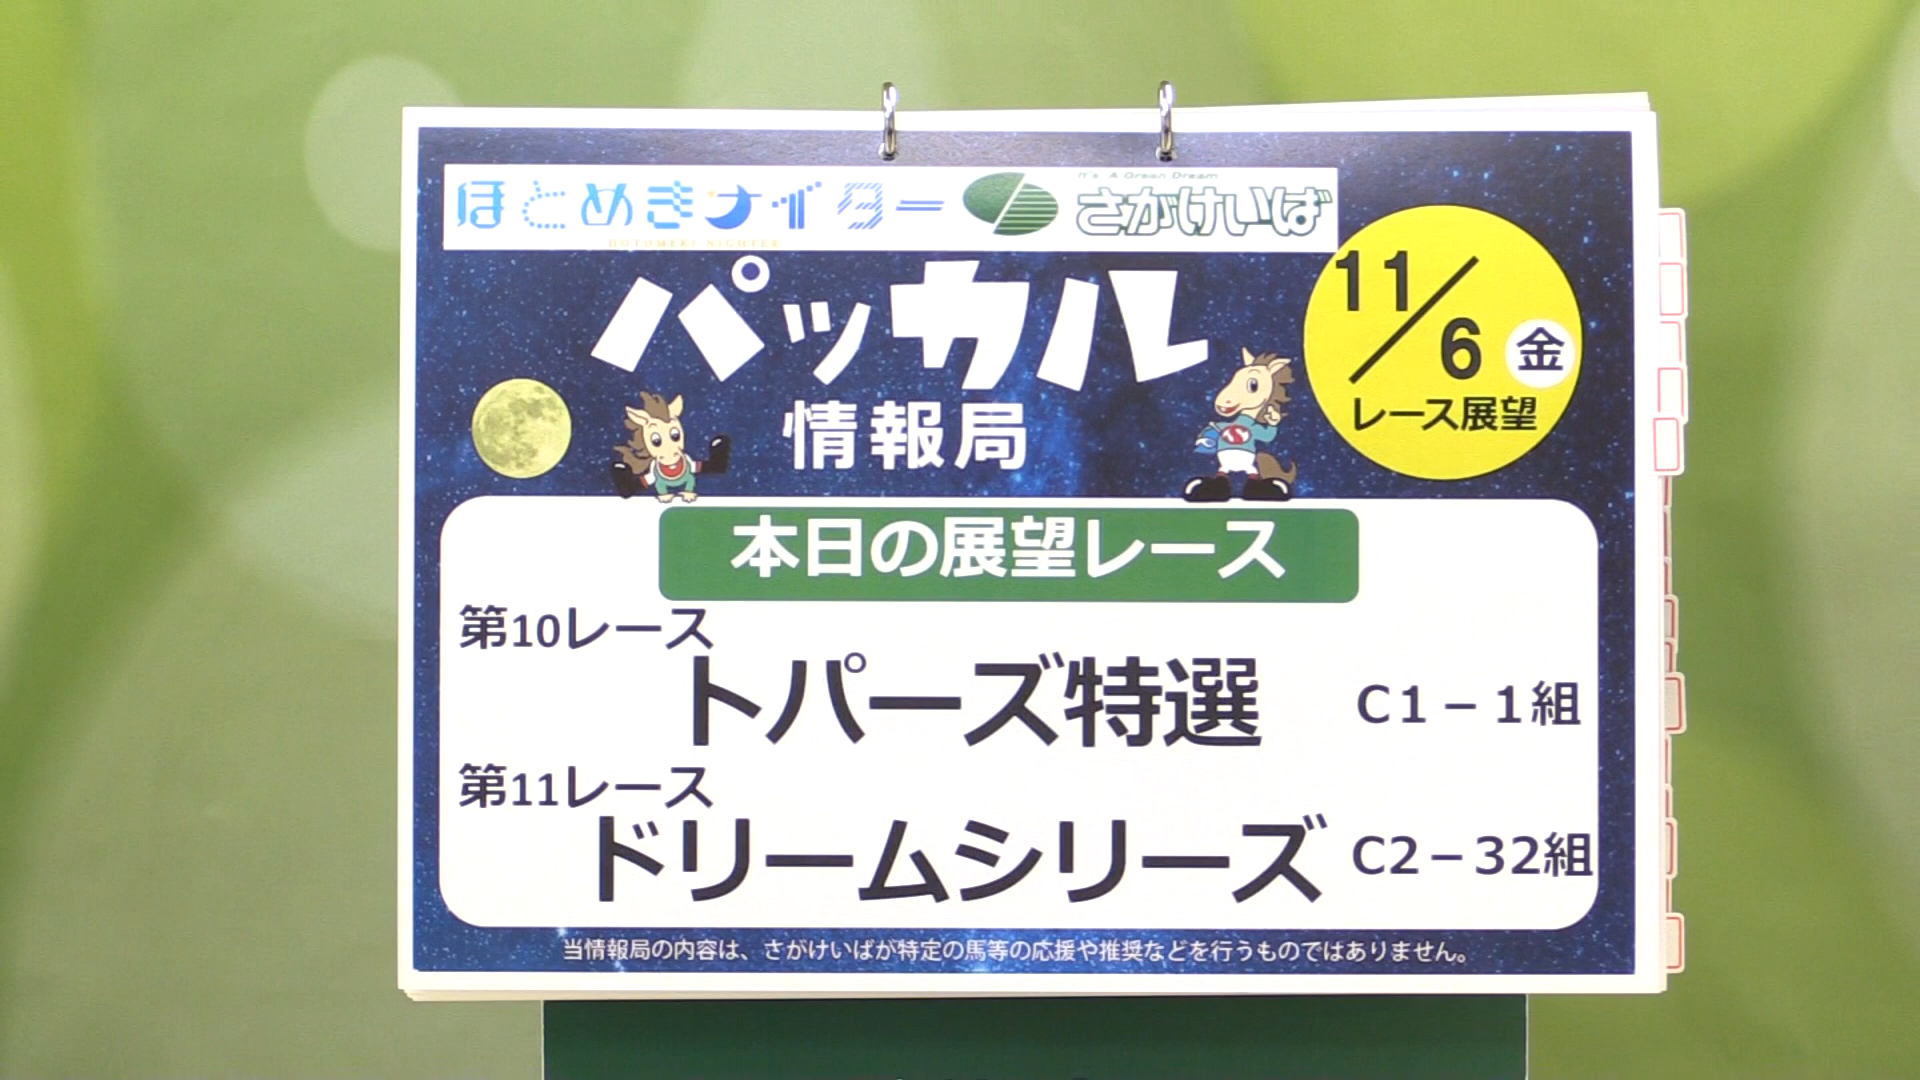 ほとめきナイター
HOTOMEKI NIGHTER
It's A Green Dream
さがけいば
パッカル
情報局
11/6 金
レース展望
本日の展望レース
第10レース
トパーズ特選 C1－1組
第11レース
ドリームシリーズ C2－32組
当情報局の内容は、さがけいばが特定の馬等の応援や推奨などを行うものではありません。